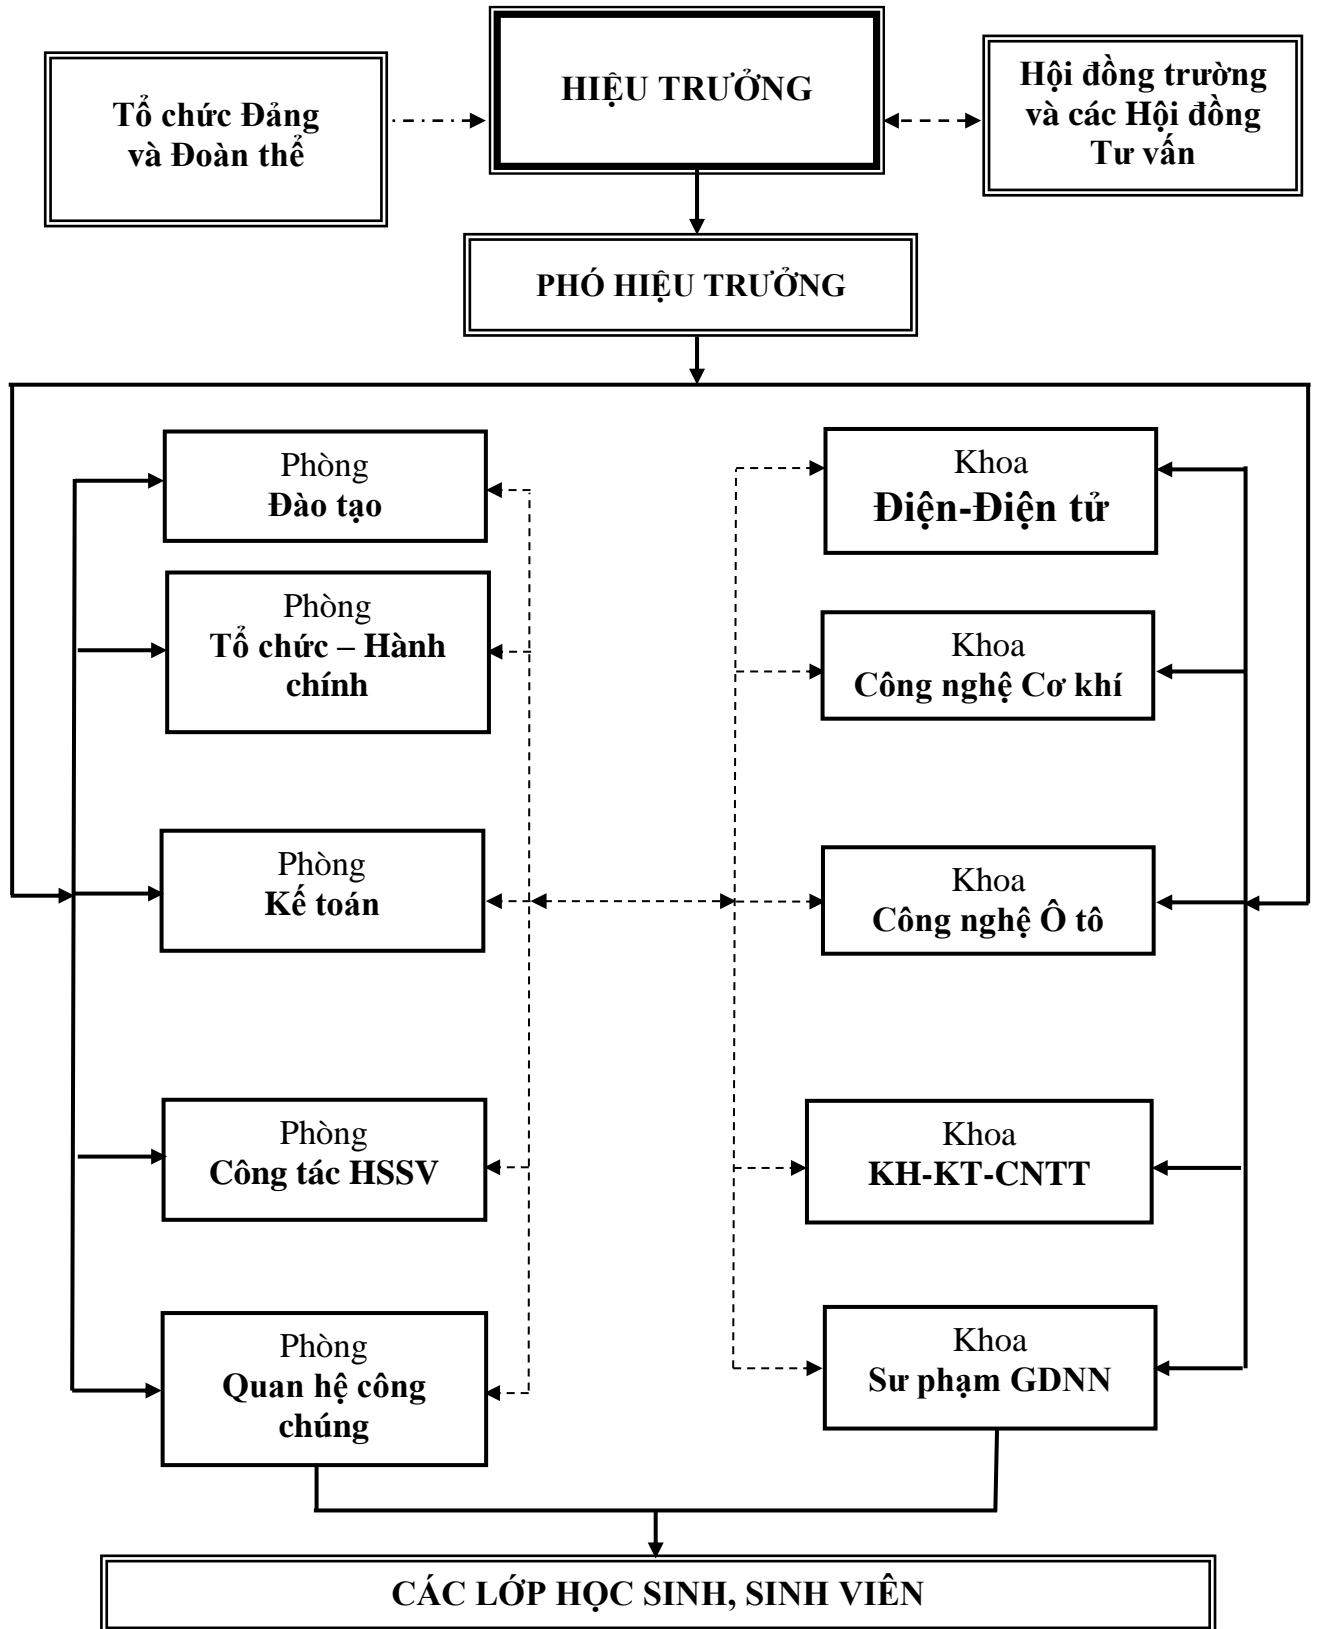 HIỆU TRƯỞNG
Tổ chức Đảng
và Đoàn thể
Hội đồng trường
và các Hội đồng
Tư vấn
PHÓ HIỆU TRƯỞNG
Phòng
Đào tạo
Phòng
Tổ chức – Hành
chính
Phòng
Kế toán
Phòng
Công tác HSSV
Phòng
Quan hệ công
chúng
Khoa
Điện-Điện tử
Khoa
Công nghệ Cơ khí
Khoa
Công nghệ Ô tô
Khoa
KH-KT-CNTT
Khoa
Sư phạm GDNN
CÁC LỚP HỌC SINH, SINH VIÊN